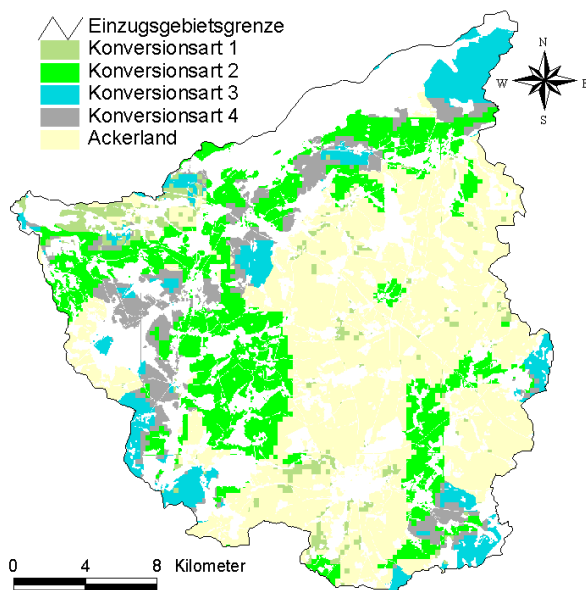 Einzugsgebietsgrenze
Konversionsart 1
Konversionsart 2
Konversionsart 3
Konversionsart 4
Ackerland
N
W E
S
0 4 8 Kilometer